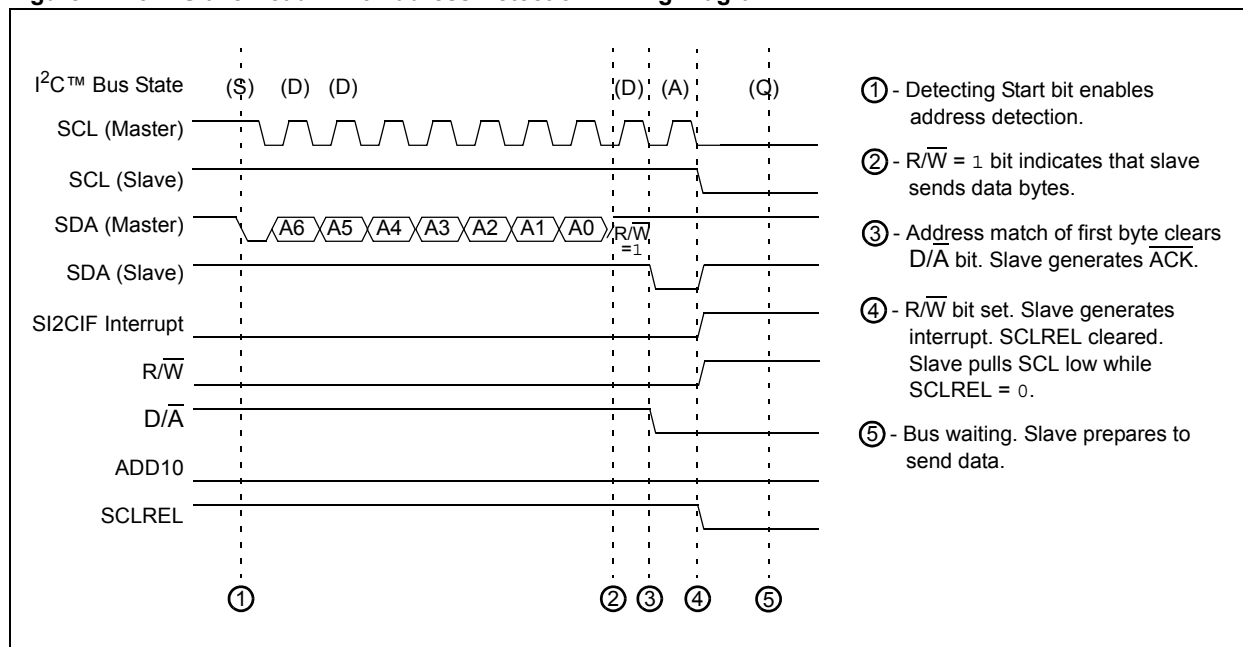 I²C™ Bus State (S) (D) (D) (D) (A) (Q)
SCL (Master)
SCL (Slave)
SDA (Master) A6 A5 A4 A3 A2 A1 A0 R/W̅ =1
SDA (Slave)
SI2CIF Interrupt
R/W̅
D/A̅
ADD10
SCLREL
1 2 3 4 5
① - Detecting Start bit enables
address detection.
② - R/W̅ = 1 bit indicates that slave
sends data bytes.
③ - Address match of first byte clears
D/A̅ bit. Slave generates A̅C̅K̅.
④ - R/W̅ bit set. Slave generates
interrupt. SCLREL cleared.
Slave pulls SCL low while
SCLREL = 0.
⑤ - Bus waiting. Slave prepares to
send data.